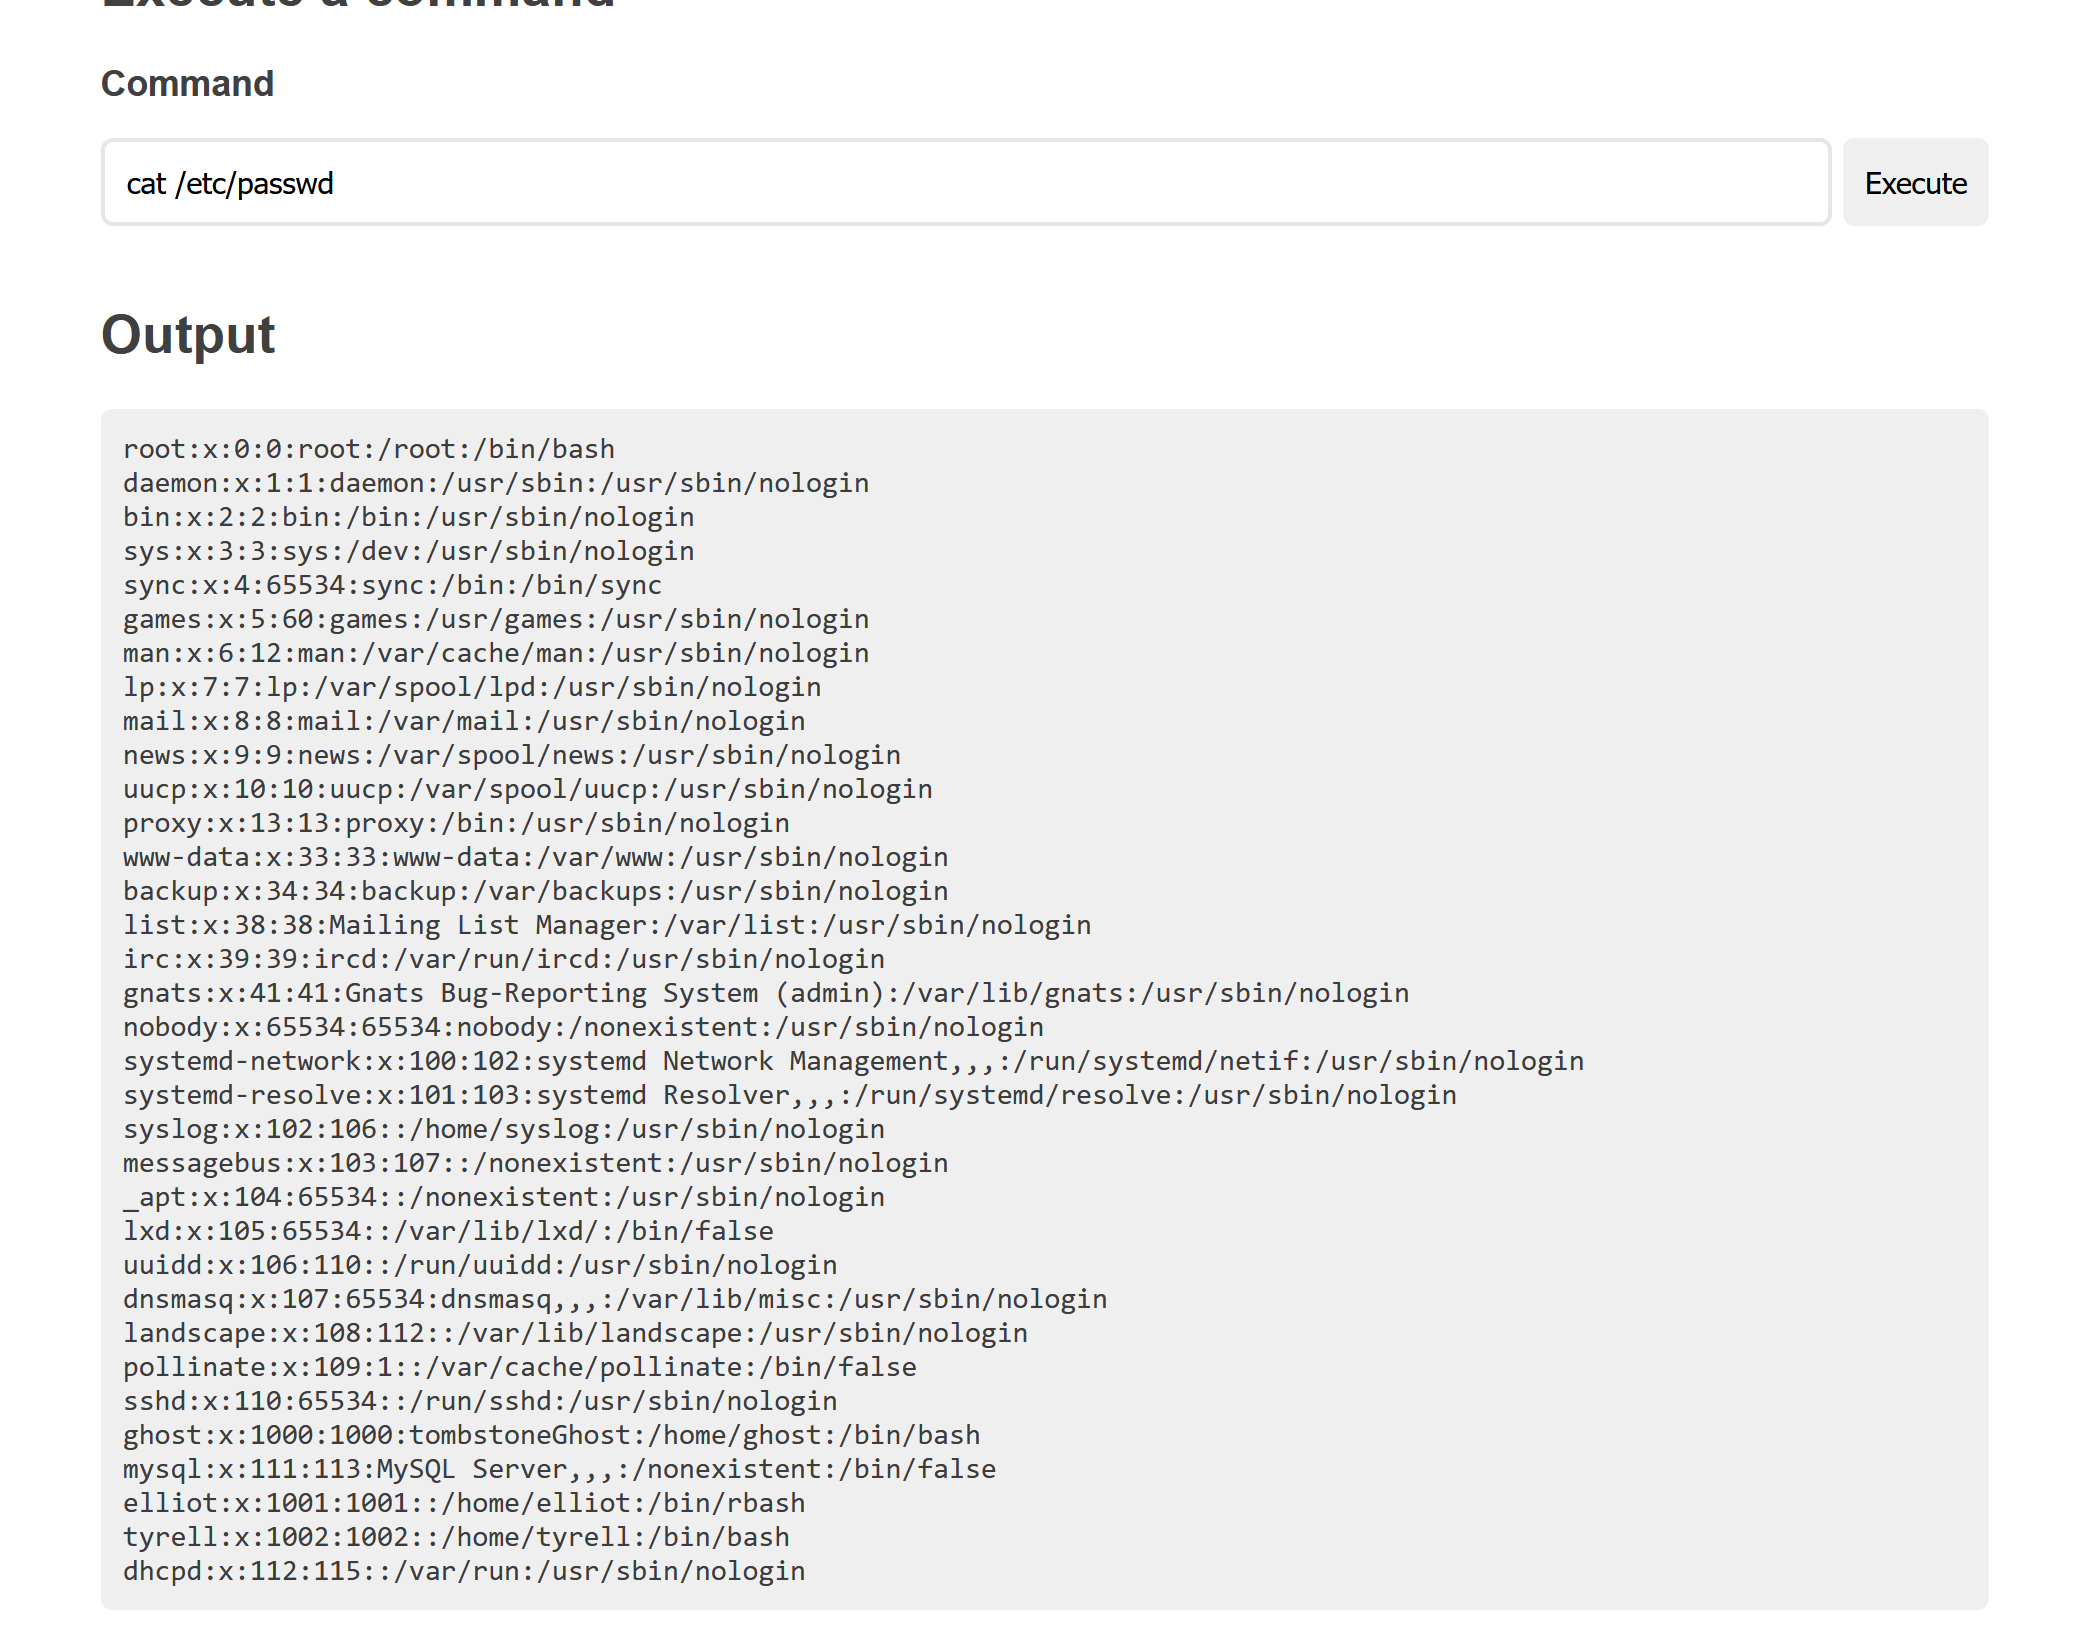 Execute a command
Command
cat /etc/passwd
Execute
Output
root:x:0:0:root:/root:/bin/bash
daemon:x:1:1:daemon:/usr/sbin:/usr/sbin/nologin
bin:x:2:2:bin:/bin:/usr/sbin/nologin
sys:x:3:3:sys:/dev:/usr/sbin/nologin
sync:x:4:65534:sync:/bin:/bin/sync
games:x:5:60:games:/usr/games:/usr/sbin/nologin
man:x:6:12:man:/var/cache/man:/usr/sbin/nologin
lp:x:7:7:lp:/var/spool/lpd:/usr/sbin/nologin
mail:x:8:8:mail:/var/mail:/usr/sbin/nologin
news:x:9:9:news:/var/spool/news:/usr/sbin/nologin
uucp:x:10:10:uucp:/var/spool/uucp:/usr/sbin/nologin
proxy:x:13:13:proxy:/bin:/usr/sbin/nologin
www-data:x:33:33:www-data:/var/www:/usr/sbin/nologin
backup:x:34:34:backup:/var/backups:/usr/sbin/nologin
list:x:38:38:Mailing List Manager:/var/list:/usr/sbin/nologin
irc:x:39:39:ircd:/var/run/ircd:/usr/sbin/nologin
gnats:x:41:41:Gnats Bug-Reporting System (admin):/var/lib/gnats:/usr/sbin/nologin
nobody:x:65534:65534:nobody:/nonexistent:/usr/sbin/nologin
systemd-network:x:100:102:systemd Network Management,,,:/run/systemd/netif:/usr/sbin/nologin
systemd-resolve:x:101:103:systemd Resolver,,,:/run/systemd/resolve:/usr/sbin/nologin
syslog:x:102:106::/home/syslog:/usr/sbin/nologin
messagebus:x:103:107::/nonexistent:/usr/sbin/nologin
_apt:x:104:65534::/nonexistent:/usr/sbin/nologin
lxd:x:105:65534::/var/lib/lxd/:/bin/false
uuidd:x:106:110::/run/uuidd:/usr/sbin/nologin
dnsmasq:x:107:65534:dnsmasq,,,:/var/lib/misc:/usr/sbin/nologin
landscape:x:108:112::/var/lib/landscape:/usr/sbin/nologin
pollinate:x:109:1::/var/cache/pollinate:/bin/false
sshd:x:110:65534::/run/sshd:/usr/sbin/nologin
ghost:x:1000:1000:tombstoneGhost:/home/ghost:/bin/bash
mysql:x:111:113:MySQL Server,,,:/nonexistent:/bin/false
elliot:x:1001:1001::/home/elliot:/bin/rbash
tyrell:x:1002:1002::/home/tyrell:/bin/bash
dhcpd:x:112:115::/var/run:/usr/sbin/nologin